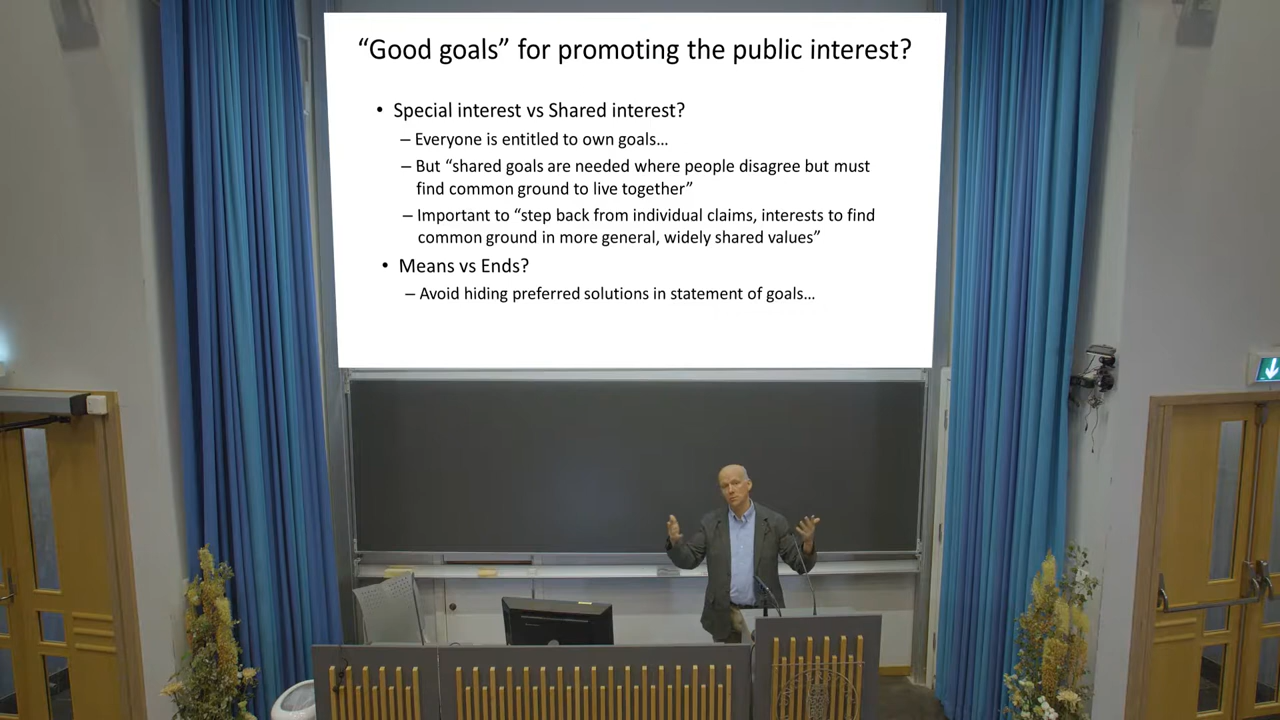 “Good goals” for promoting the public interest?
• Special interest vs Shared interest?
– Everyone is entitled to own goals…
– But “shared goals are needed where people disagree but must
find common ground to live together”
– Important to “step back from individual claims, interests to find
common ground in more general, widely shared values”
• Means vs Ends?
– Avoid hiding preferred solutions in statement of goals…